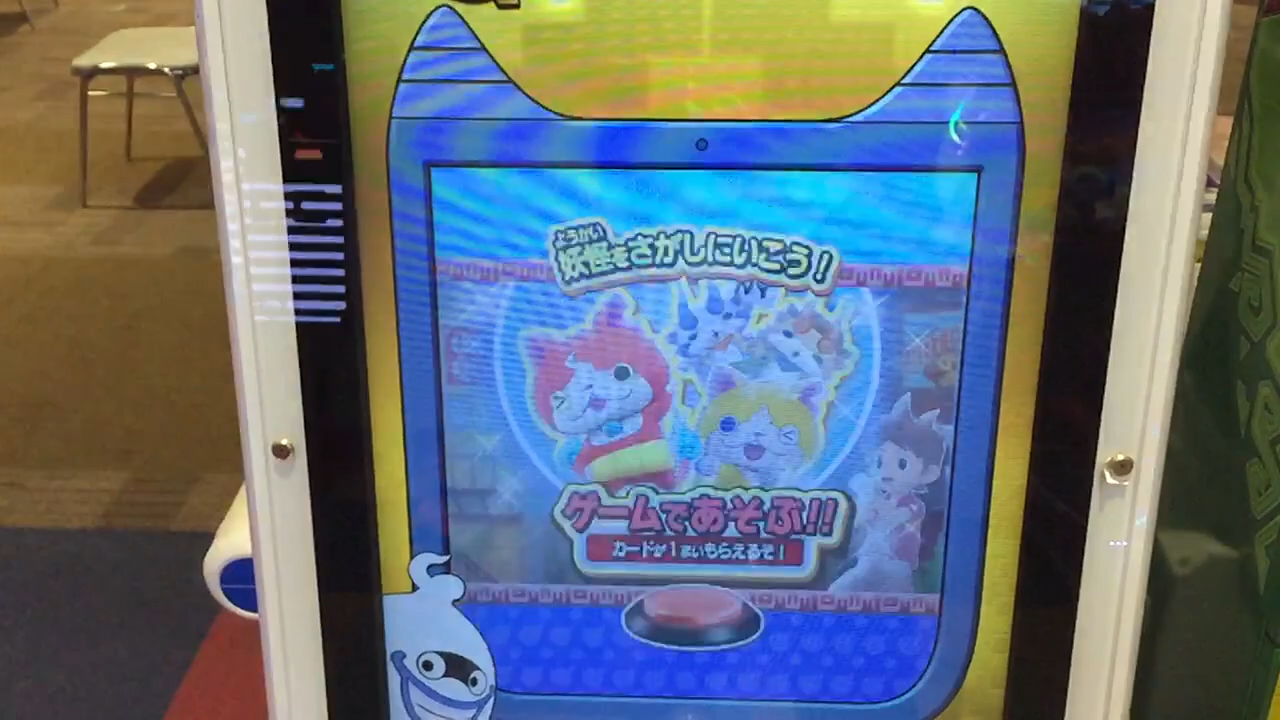 ようかい
妖怪をさがしにいこう！
ゲームであそぶ!!
カードが1まいもらえるぞ！